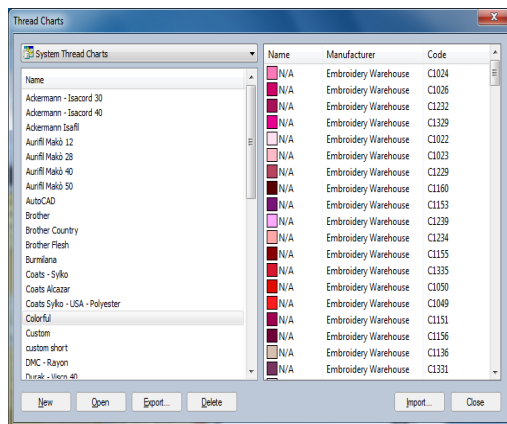 Thread Charts
System Thread Charts
Name
Ackermann - Isacord 30
Ackermann - Isacord 40
Ackermann Isafil
Aurifil Makò 12
Aurifil Makò 28
Aurifil Makò 40
Aurifil Makò 50
AutoCAD
Brother
Brother Country
Brother Flesh
Burmilana
Coats - Sylko
Coats Alcazar
Coats Sylko - USA - Polyester
Colorful
Custom
custom short
DMC - Rayon
Durak - Viscn 40
Name Manufacturer Code
N/A Embroidery Warehouse C1024
N/A Embroidery Warehouse C1026
N/A Embroidery Warehouse C1232
N/A Embroidery Warehouse C1329
N/A Embroidery Warehouse C1022
N/A Embroidery Warehouse C1023
N/A Embroidery Warehouse C1229
N/A Embroidery Warehouse C1160
N/A Embroidery Warehouse C1153
N/A Embroidery Warehouse C1239
N/A Embroidery Warehouse C1234
N/A Embroidery Warehouse C1155
N/A Embroidery Warehouse C1335
N/A Embroidery Warehouse C1050
N/A Embroidery Warehouse C1049
N/A Embroidery Warehouse C1151
N/A Embroidery Warehouse C1156
N/A Embroidery Warehouse C1136
N/A Embroidery Warehouse C1331
New Open Export... Delete Import... Close